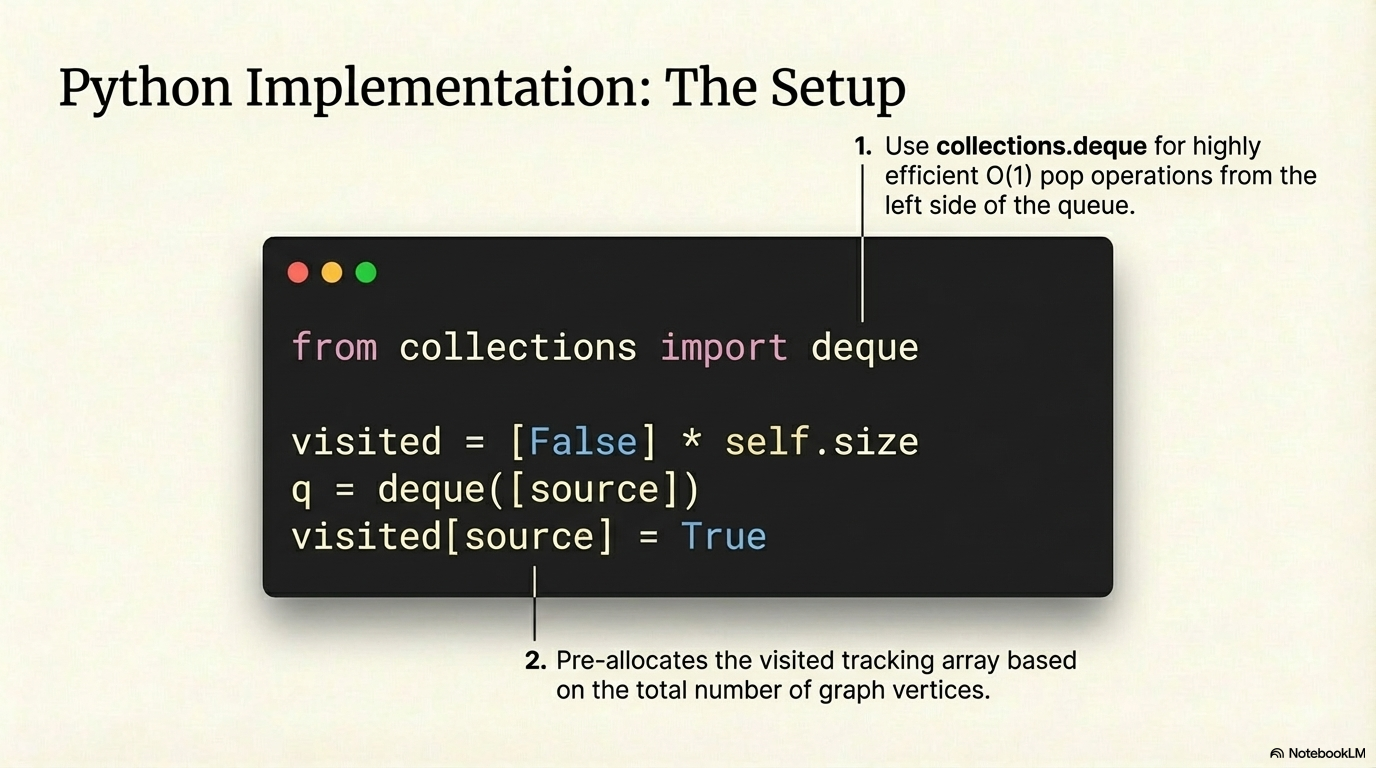 Python Implementation: The Setup
1. Use collections.deque for highly
efficient O(1) pop operations from the
left side of the queue.
from collections import deque
visited = [False] * self.size
q = deque([source])
visited[source] = True
2. Pre-allocates the visited tracking array based
on the total number of graph vertices.
NotebookLM